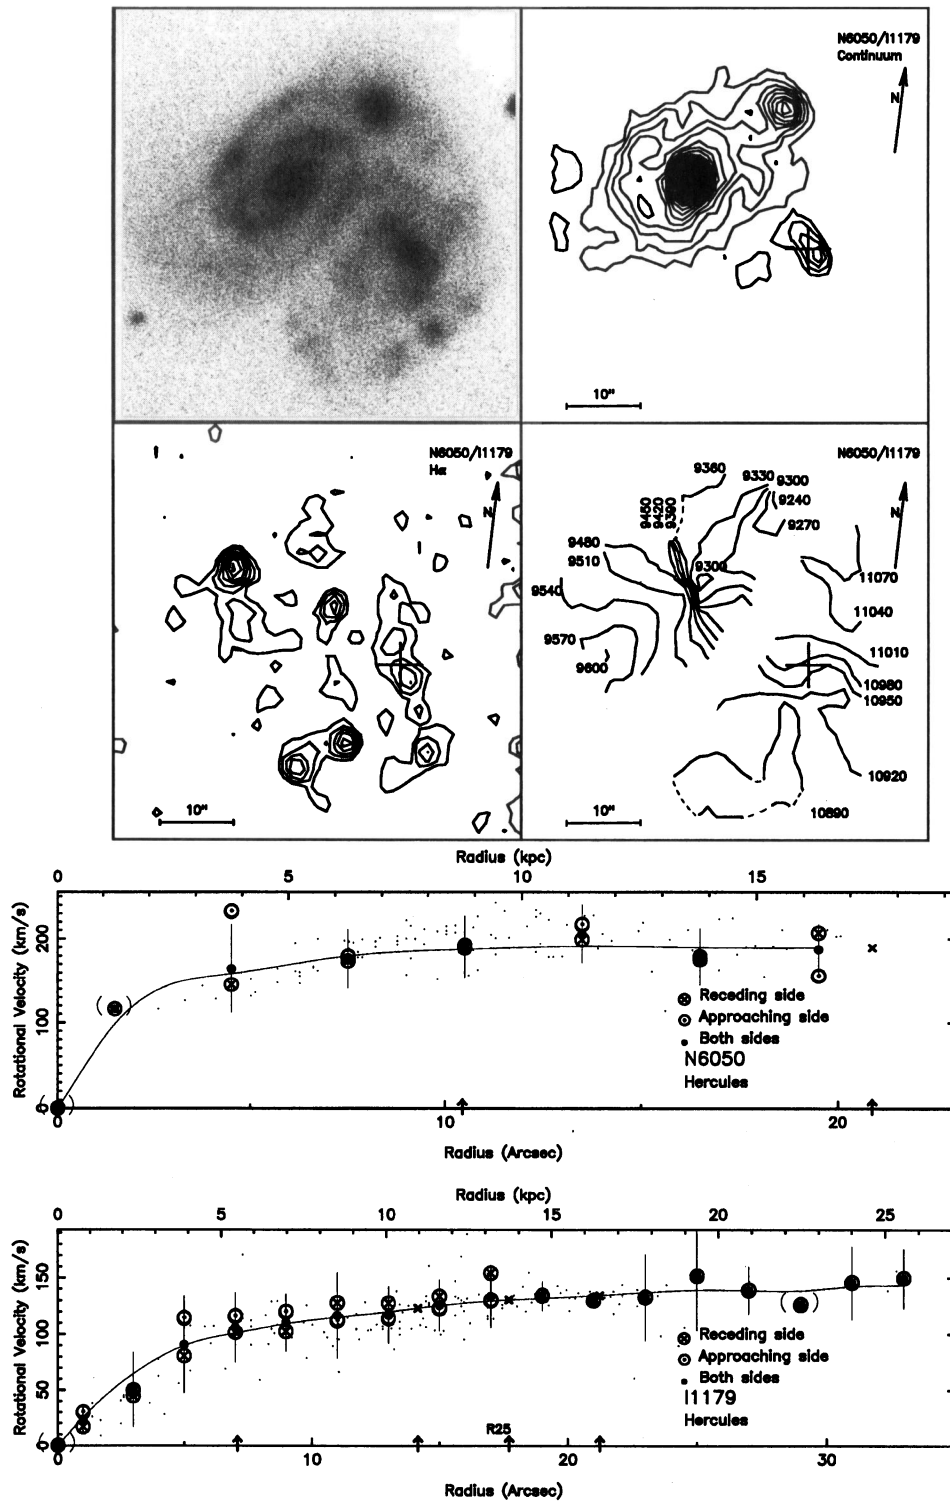 N6050/I1179
Continuum
N
10"
N6050/I1179
Hα
N
10"
N6050/I1179
N
9360
9330 9300
9240
9270
9450
9420
9390
9480
9510
9300
9540
9570
9600
11070
11040
11010
10980
10950
10920
10890
10"
Radius (kpc)
0 5 10 15
Rotational Velocity (km/s)
200
100
0
Receding side
Approaching side
Both sides
N6050
Hercules
0 10 20
Radius (Arcsec)
Radius (kpc)
0 5 10 15 20 25
Rotational Velocity (km/s)
150
100
50
0
Receding side
Approaching side
Both sides
I1179
Hercules
R25
0 10 20 30
Radius (Arcsec)